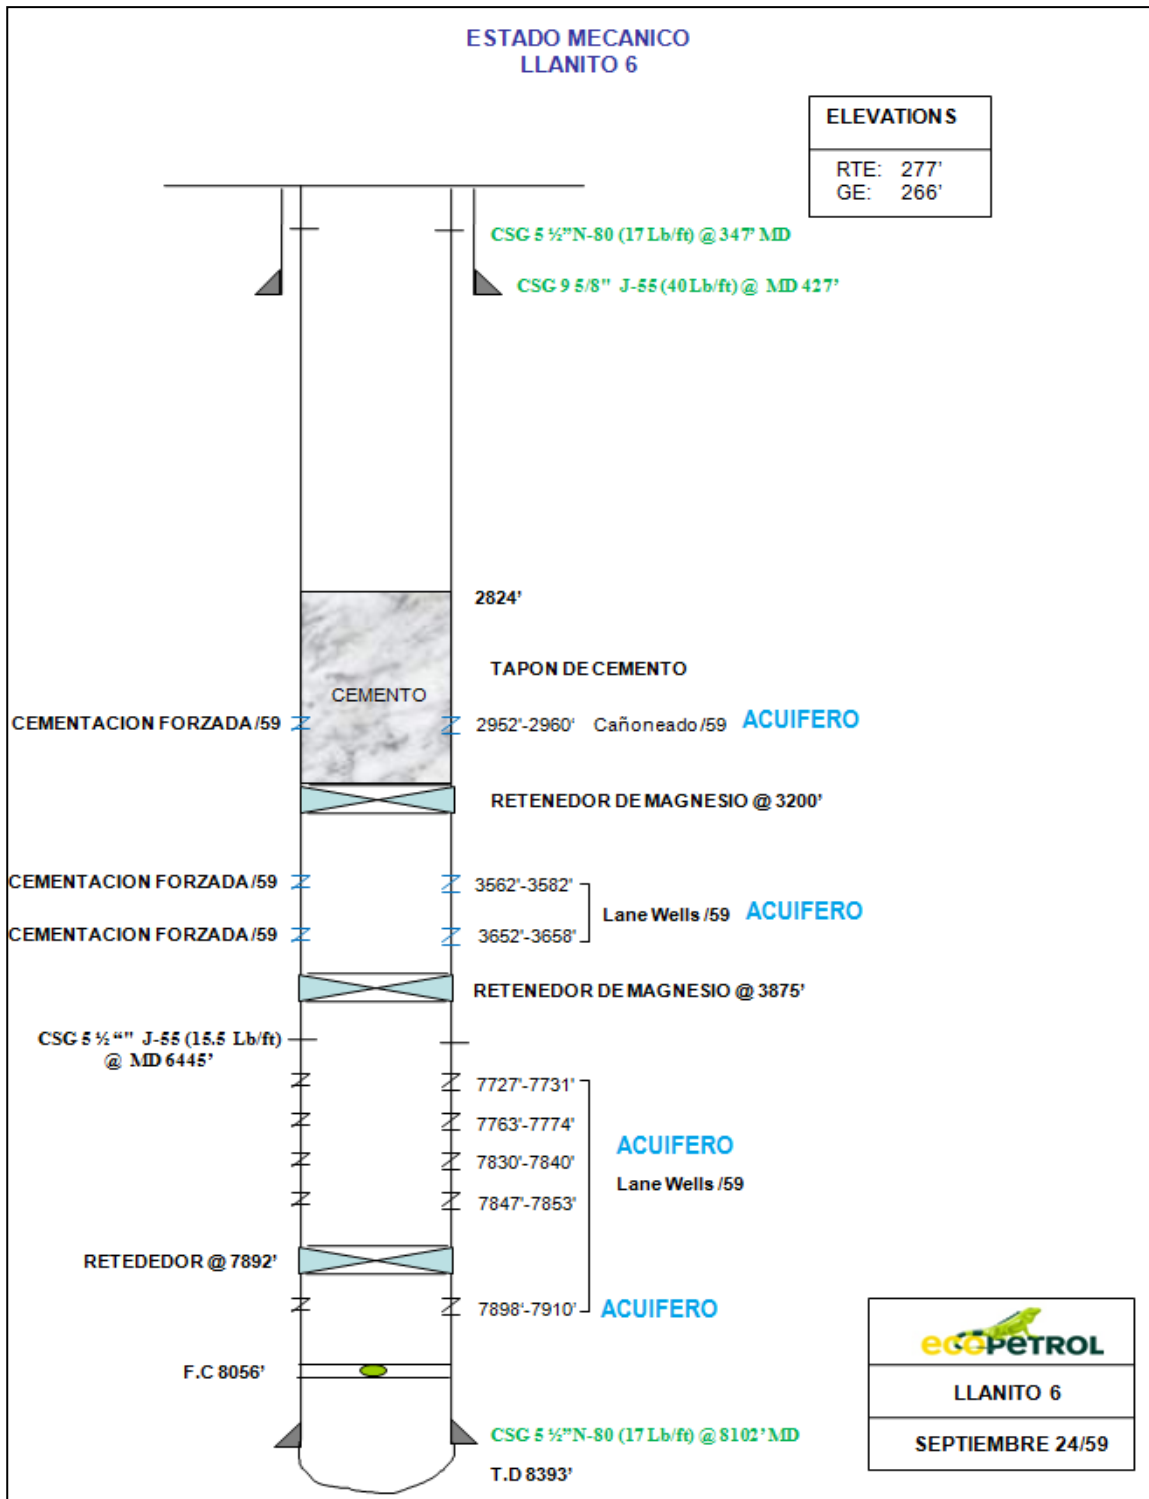 ESTADO MECANICO
LLANITO 6
ELEVATIONS
RTE: 277'
GE: 266'
CSG 5 ½”N-80 (17 Lb/ft) @ 347’ MD
CSG 9 5/8" J-55 (40 Lb/ft) @ MD 427’
2824’
TAPON DE CEMENTO
CEMENTO
CEMENTACION FORZADA /59
2952'-2960' Cañoneado /59 ACUIFERO
RETENEDOR DE MAGNESIO @ 3200’
CEMENTACION FORZADA /59
3562'-3582'
Lane Wells /59 ACUIFERO
CEMENTACION FORZADA /59
3652'-3658'
RETENEDOR DE MAGNESIO @ 3875’
CSG 5 ½ “” J-55 (15.5 Lb/ft)
@ MD 6445’
7727'-7731'
7763'-7774'
ACUIFERO
7830'-7840'
Lane Wells /59
7847'-7853'
RETEDEDOR @ 7892’
7898'-7910' ACUIFERO
F.C 8056’
CSG 5 ½”N-80 (17 Lb/ft) @ 8102’ MD
T.D 8393’
ecopetrol
LLANITO 6
SEPTIEMBRE 24/59